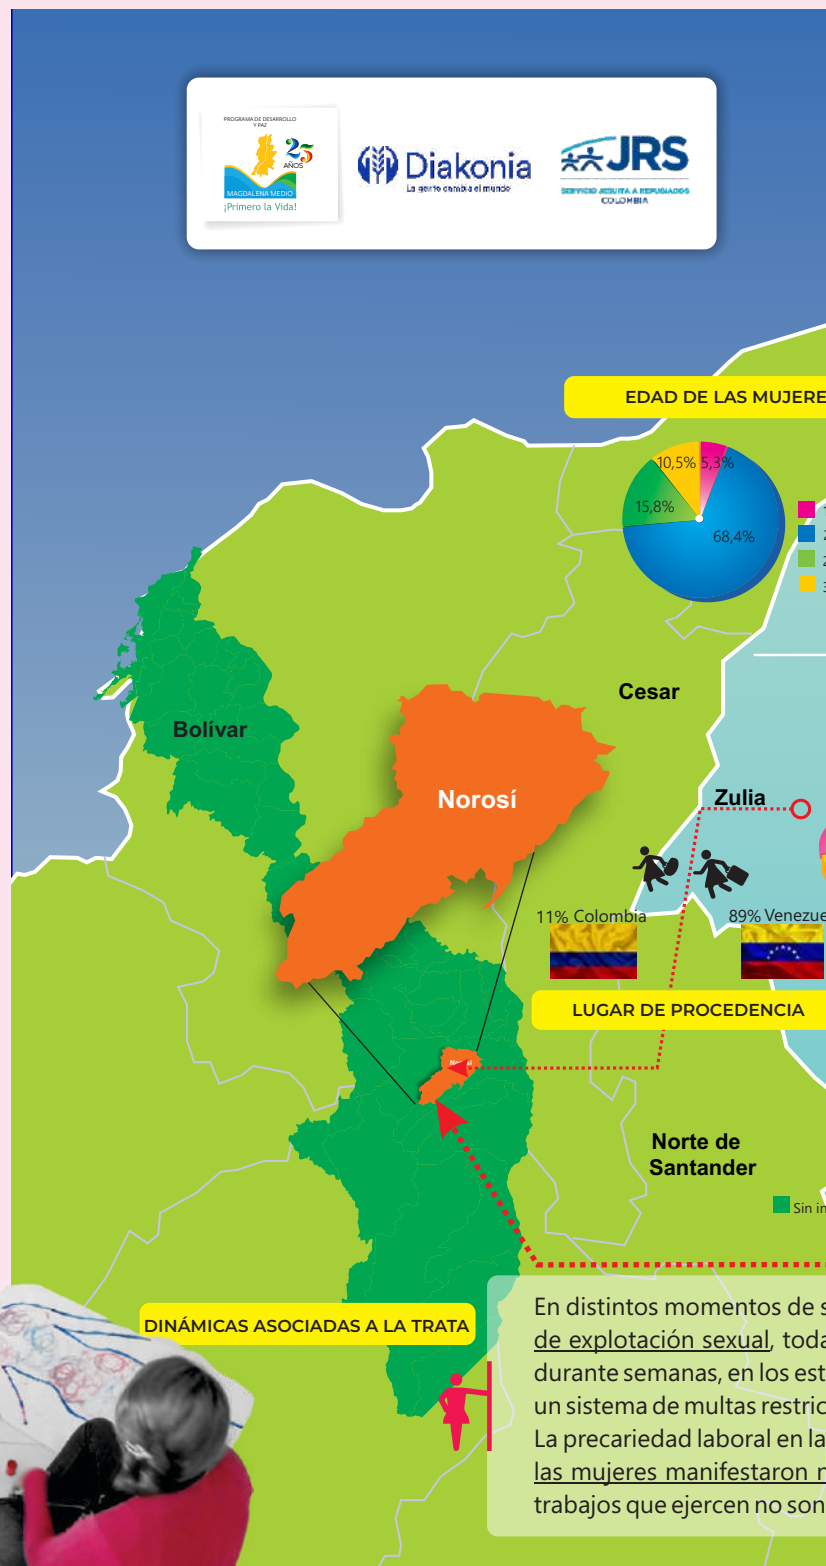 PROGRAMA DE DESARROLLO
Y PAZ
25
AÑOS
MAGDALENA MEDIO
¡Primero la Vida!
Diakonia
La gente cambia el mundo
JRS
SERVICIO JESUITA A REFUGIADOS
COLOMBIA
EDAD DE LAS MUJERE
10,5%
5,3%
15,8%
68,4%
2
3
Cesar
Bolívar
Norosí
Zulia
11% Colombia
89% Venezue
LUGAR DE PROCEDENCIA
Norosí
Norte de
Santander
Sin in
DINÁMICAS ASOCIADAS A LA TRATA
En distintos momentos de s
de explotación sexual, toda
durante semanas, en los est
un sistema de multas restric
La precariedad laboral en la
las mujeres manifestaron n
trabajos que ejercen no son